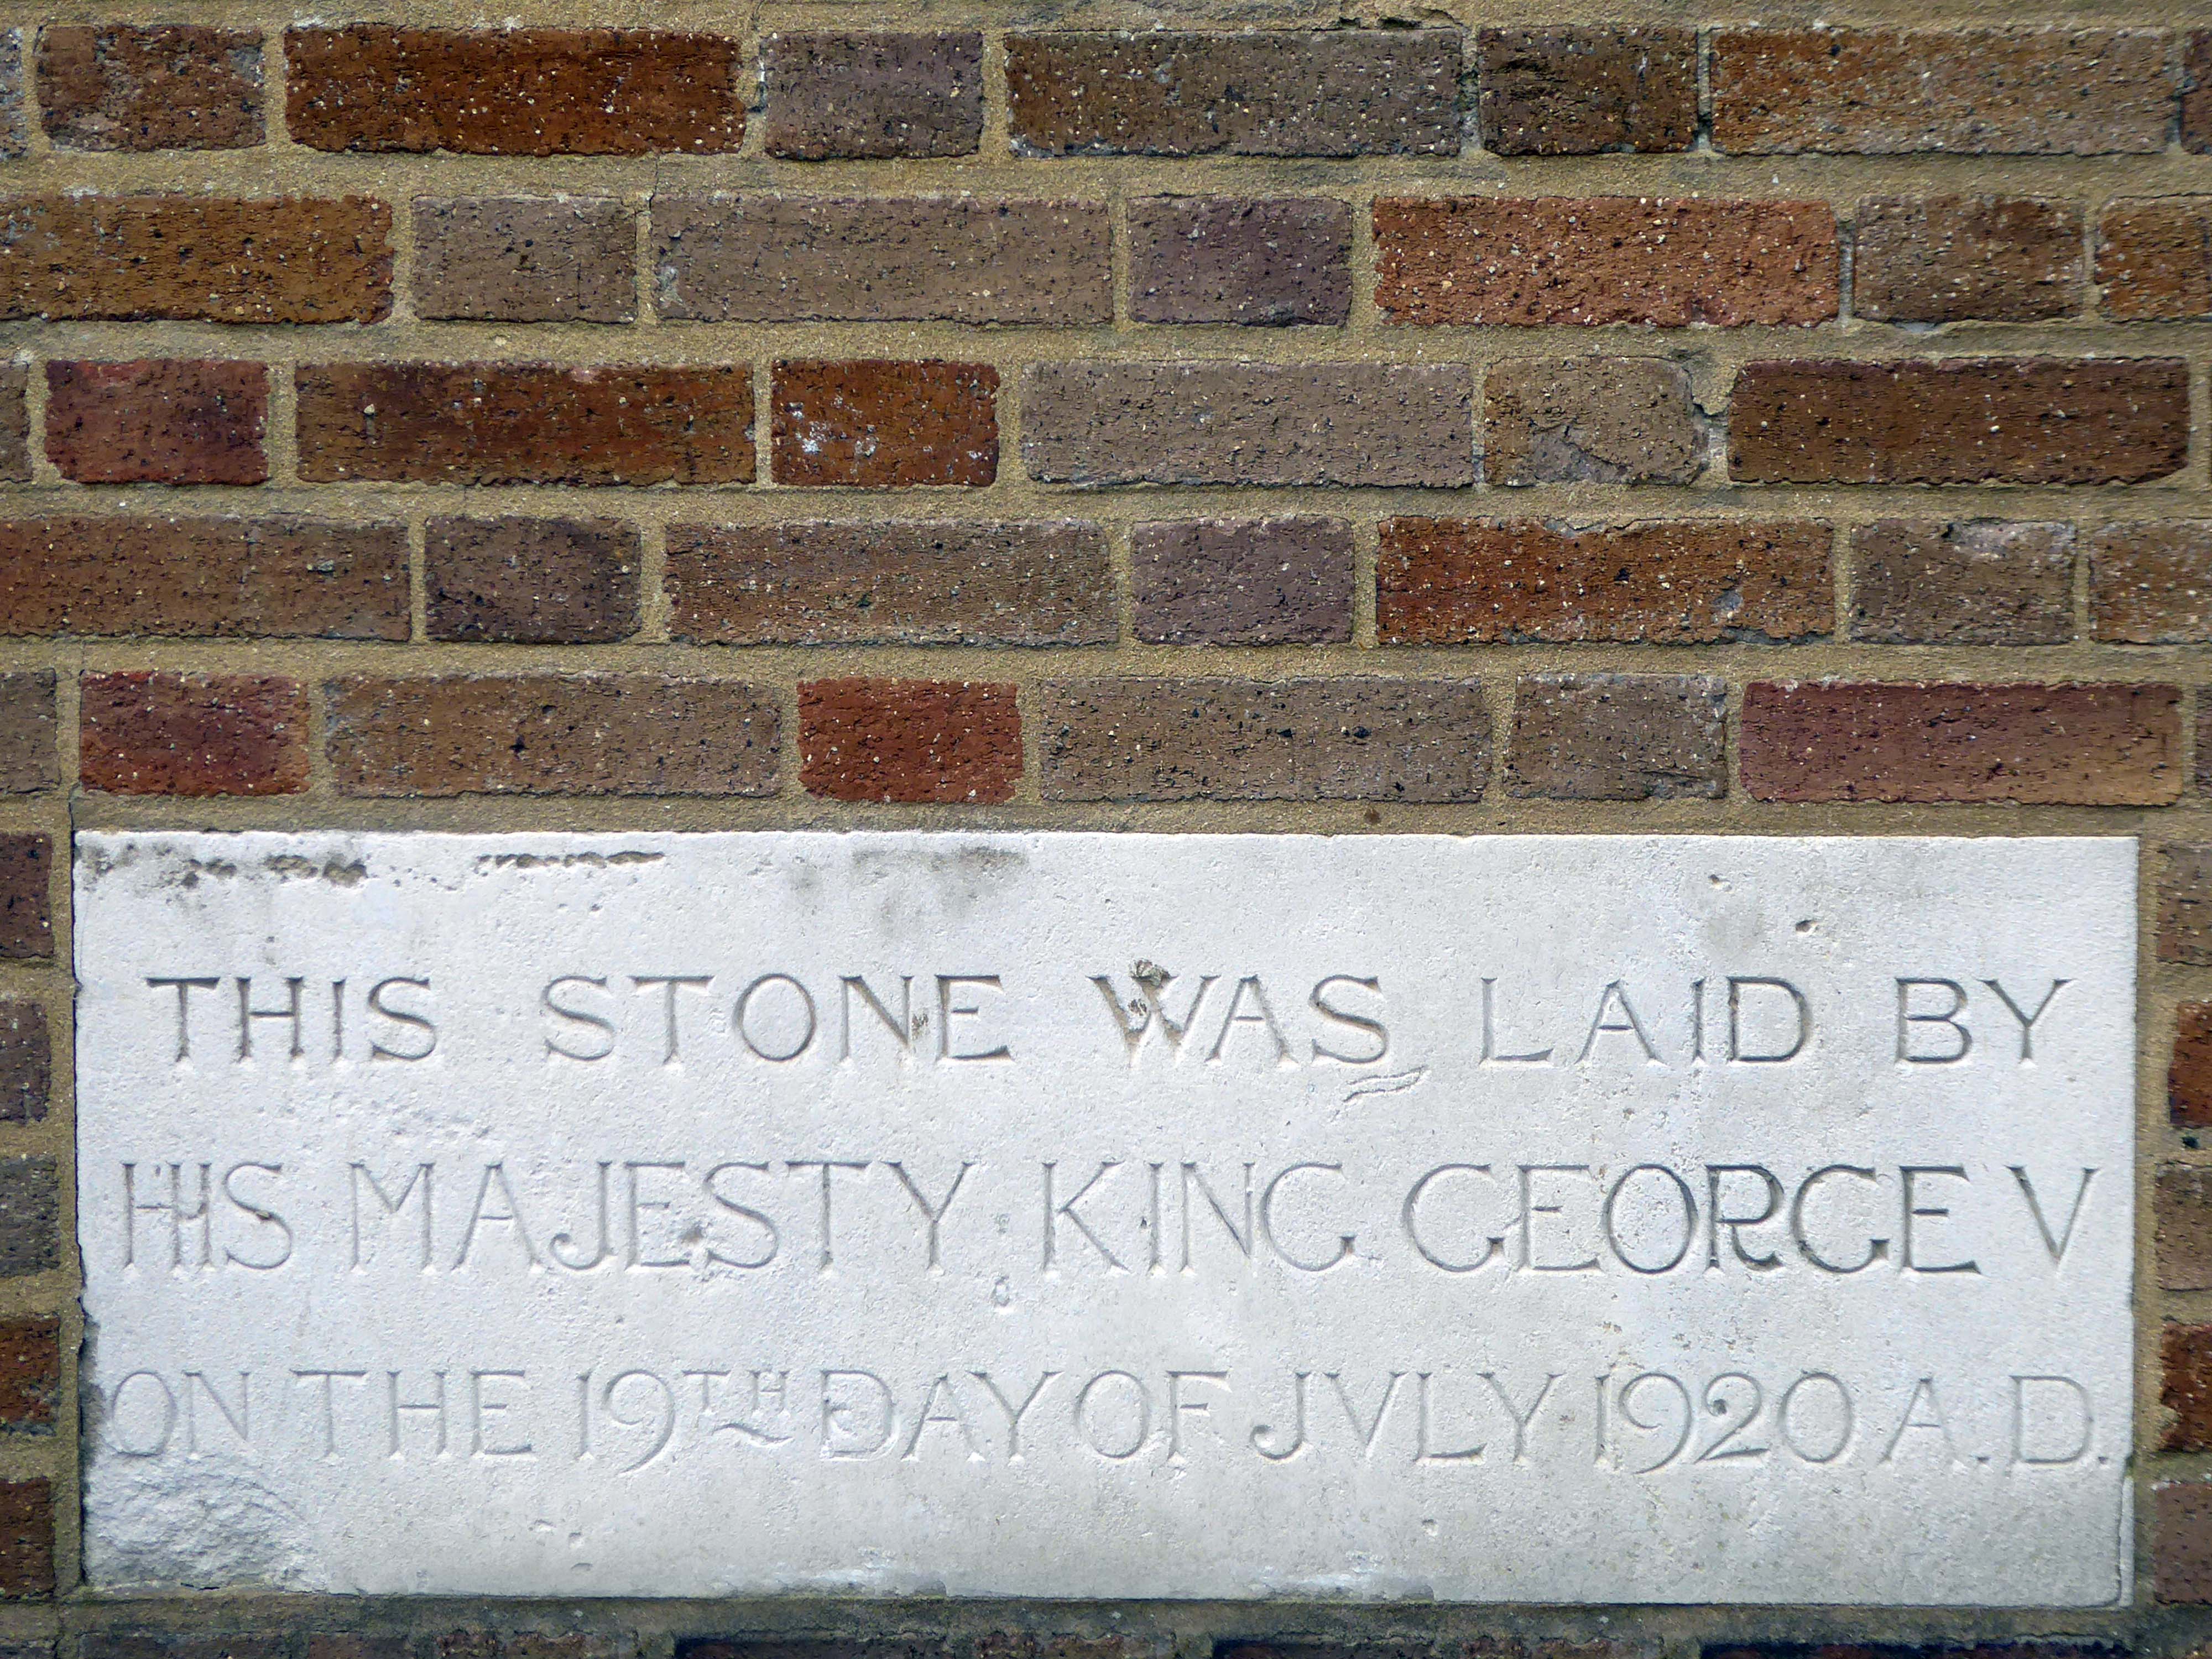 THIS STONE WAS LAID BY
HIS MAJESTY KING GEORGE V
ON THE 19TH DAY OF JVLY 1920 A.D.